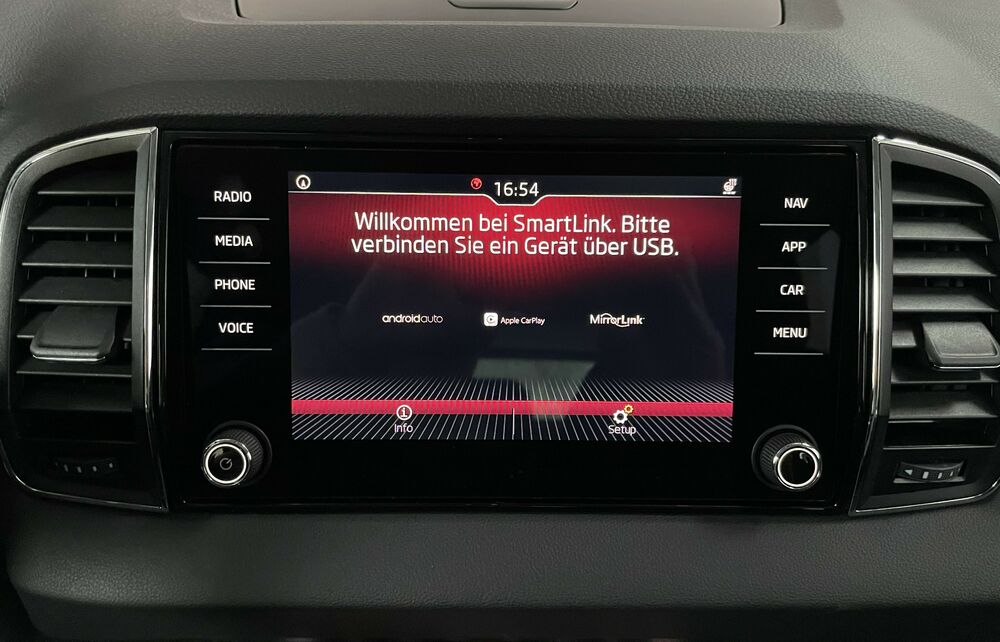 16:54
Willkommen bei SmartLink. Bitte
verbinden Sie ein Gerät über USB.
androidauto
Apple CarPlay
MirrorLink
Info
Setup
RADIO
MEDIA
PHONE
VOICE
NAV
APP
CAR
MENU